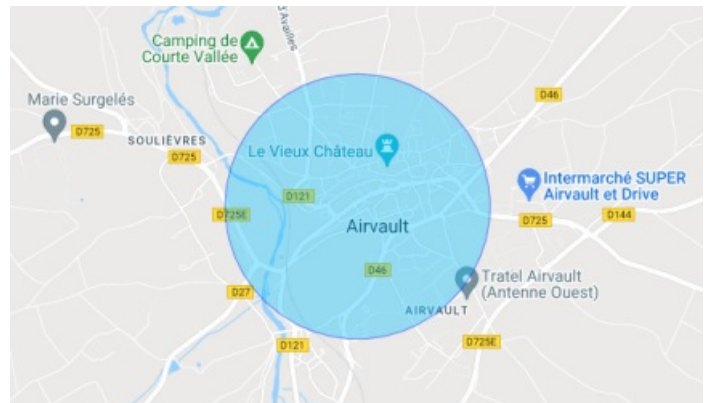 d'Availles
Camping de
Courte Vallée
Marie Surgelés
D46
D725
SOULIÈVRES
D725
Le Vieux Château
Intermarché SUPER
Airvault et Drive
D121
D725E
D725
D144
Airvault
D46
Tratel Airvault
(Antenne Ouest)
D27
AIRVAULT
D121
D725E